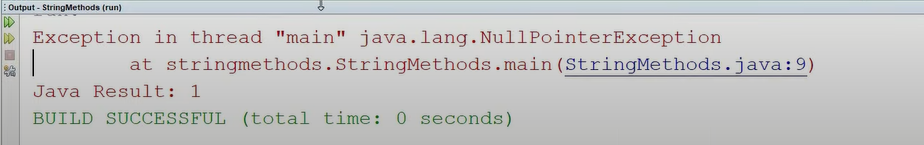 Output - StringMethods (run)
Exception in thread "main" java.lang.NullPointerException
at stringmethods.StringMethods.main(StringMethods.java:9)
Java Result: 1
BUILD SUCCESSFUL (total time: 0 seconds)